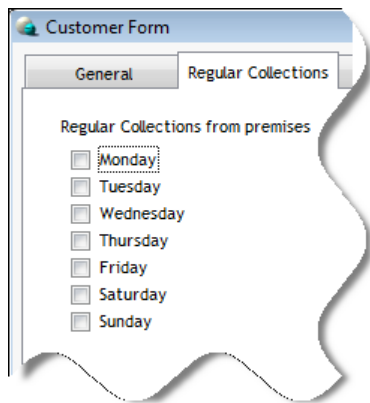 Customer Form
General
Regular Collections
Regular Collections from premises
Monday
Tuesday
Wednesday
Thursday
Friday
Saturday
Sunday